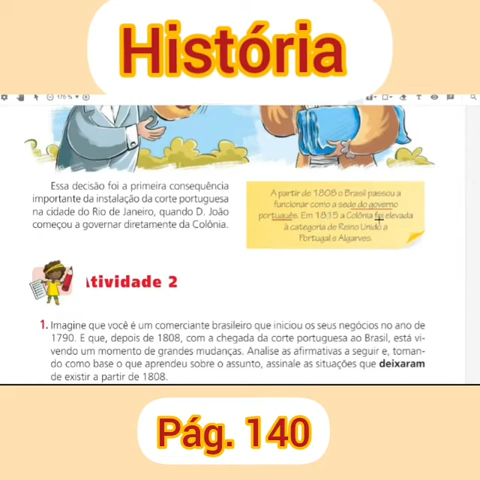 História
176 %
Essa decisão foi a primeira consequência
importante da instalação da corte portuguesa
na cidade do Rio de Janeiro, quando D. João
começou a governar diretamente da Colônia.
A partir de 1808 o Brasil passou a
funcionar como a sede do governo
português. Em 1815 a Colônia foi elevada
à categoria de Reino Unido a
Portugal e Algarves.
Atividade 2
1. Imagine que você é um comerciante brasileiro que iniciou os seus negócios no ano de
1790. E que, depois de 1808, com a chegada da corte portuguesa ao Brasil, está vi-
vendo um momento de grandes mudanças. Analise as afirmativas a seguir e, toman-
do como base o que aprendeu sobre o assunto, assinale as situações que deixaram
de existir a partir de 1808.
Pág. 140